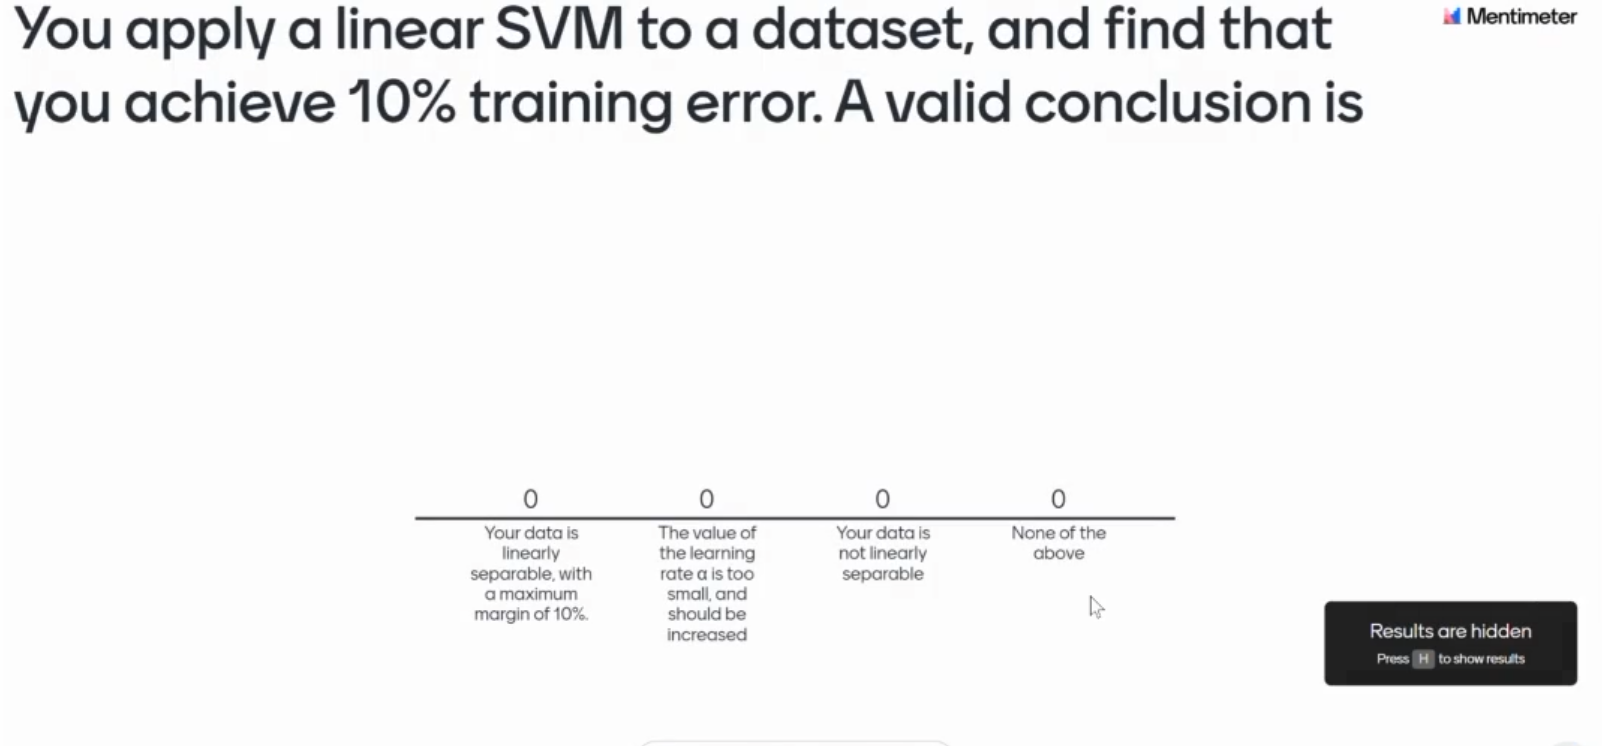 You apply a linear SVM to a dataset, and find that
you achieve 10% training error. A valid conclusion is
Mentimeter
0
0
0
0
Your data is
linearly
separable, with
a maximum
margin of 10%.
The value of
the learning
rate α is too
small, and
should be
increased
Your data is
not linearly
separable
None of the
above
Results are hidden
Press H to show results